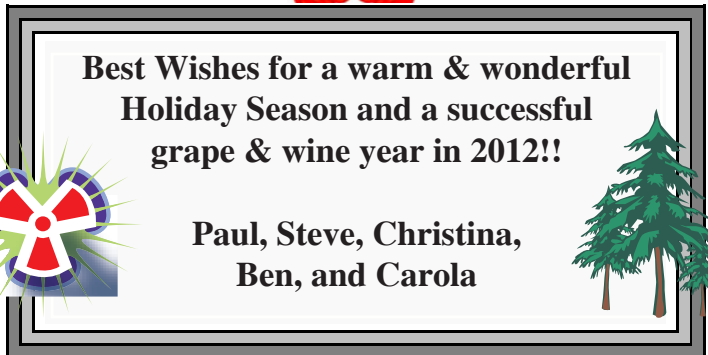 Best Wishes for a warm & wonderful
Holiday Season and a successful
grape & wine year in 2012!!
Paul, Steve, Christina,
Ben, and Carola